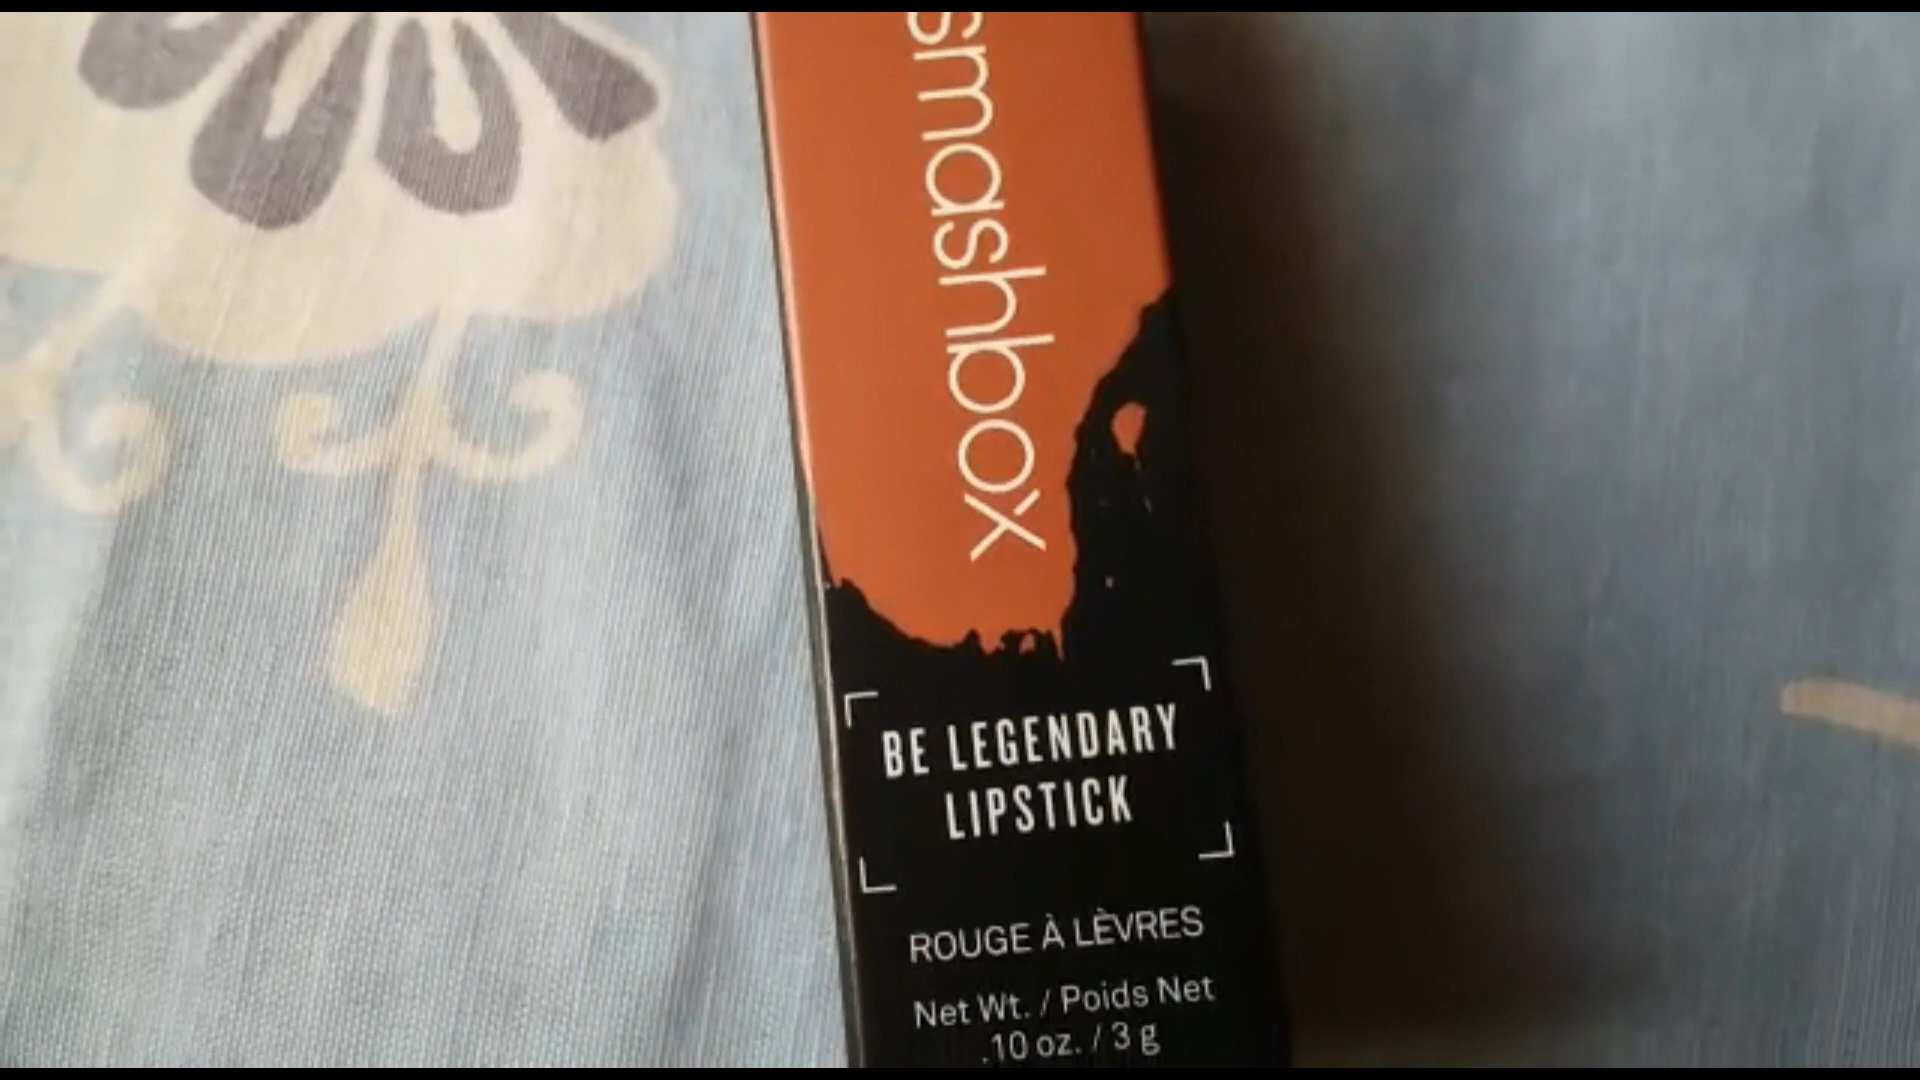 smashbox
BE LEGENDARY
LIPSTICK
ROUGE À LÈVRES
Net Wt. / Poids Net
.10 oz. / 3 g